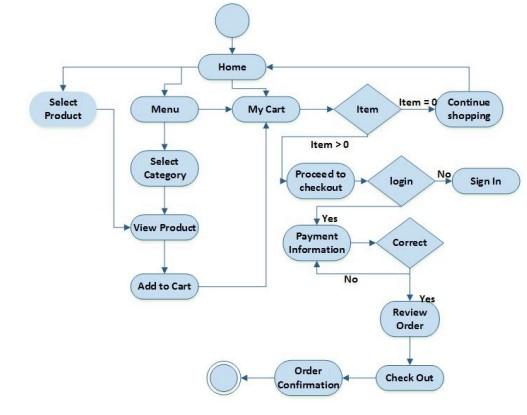 Home
Select
Product
Menu
My Cart
Item
Item = 0
Continue
shopping
Item > 0
Select
Category
Proceed to
checkout
login
No
Sign In
Yes
View Product
Payment
Information
Correct
No
Add to Cart
Yes
Review
Order
Order
Confirmation
Check Out